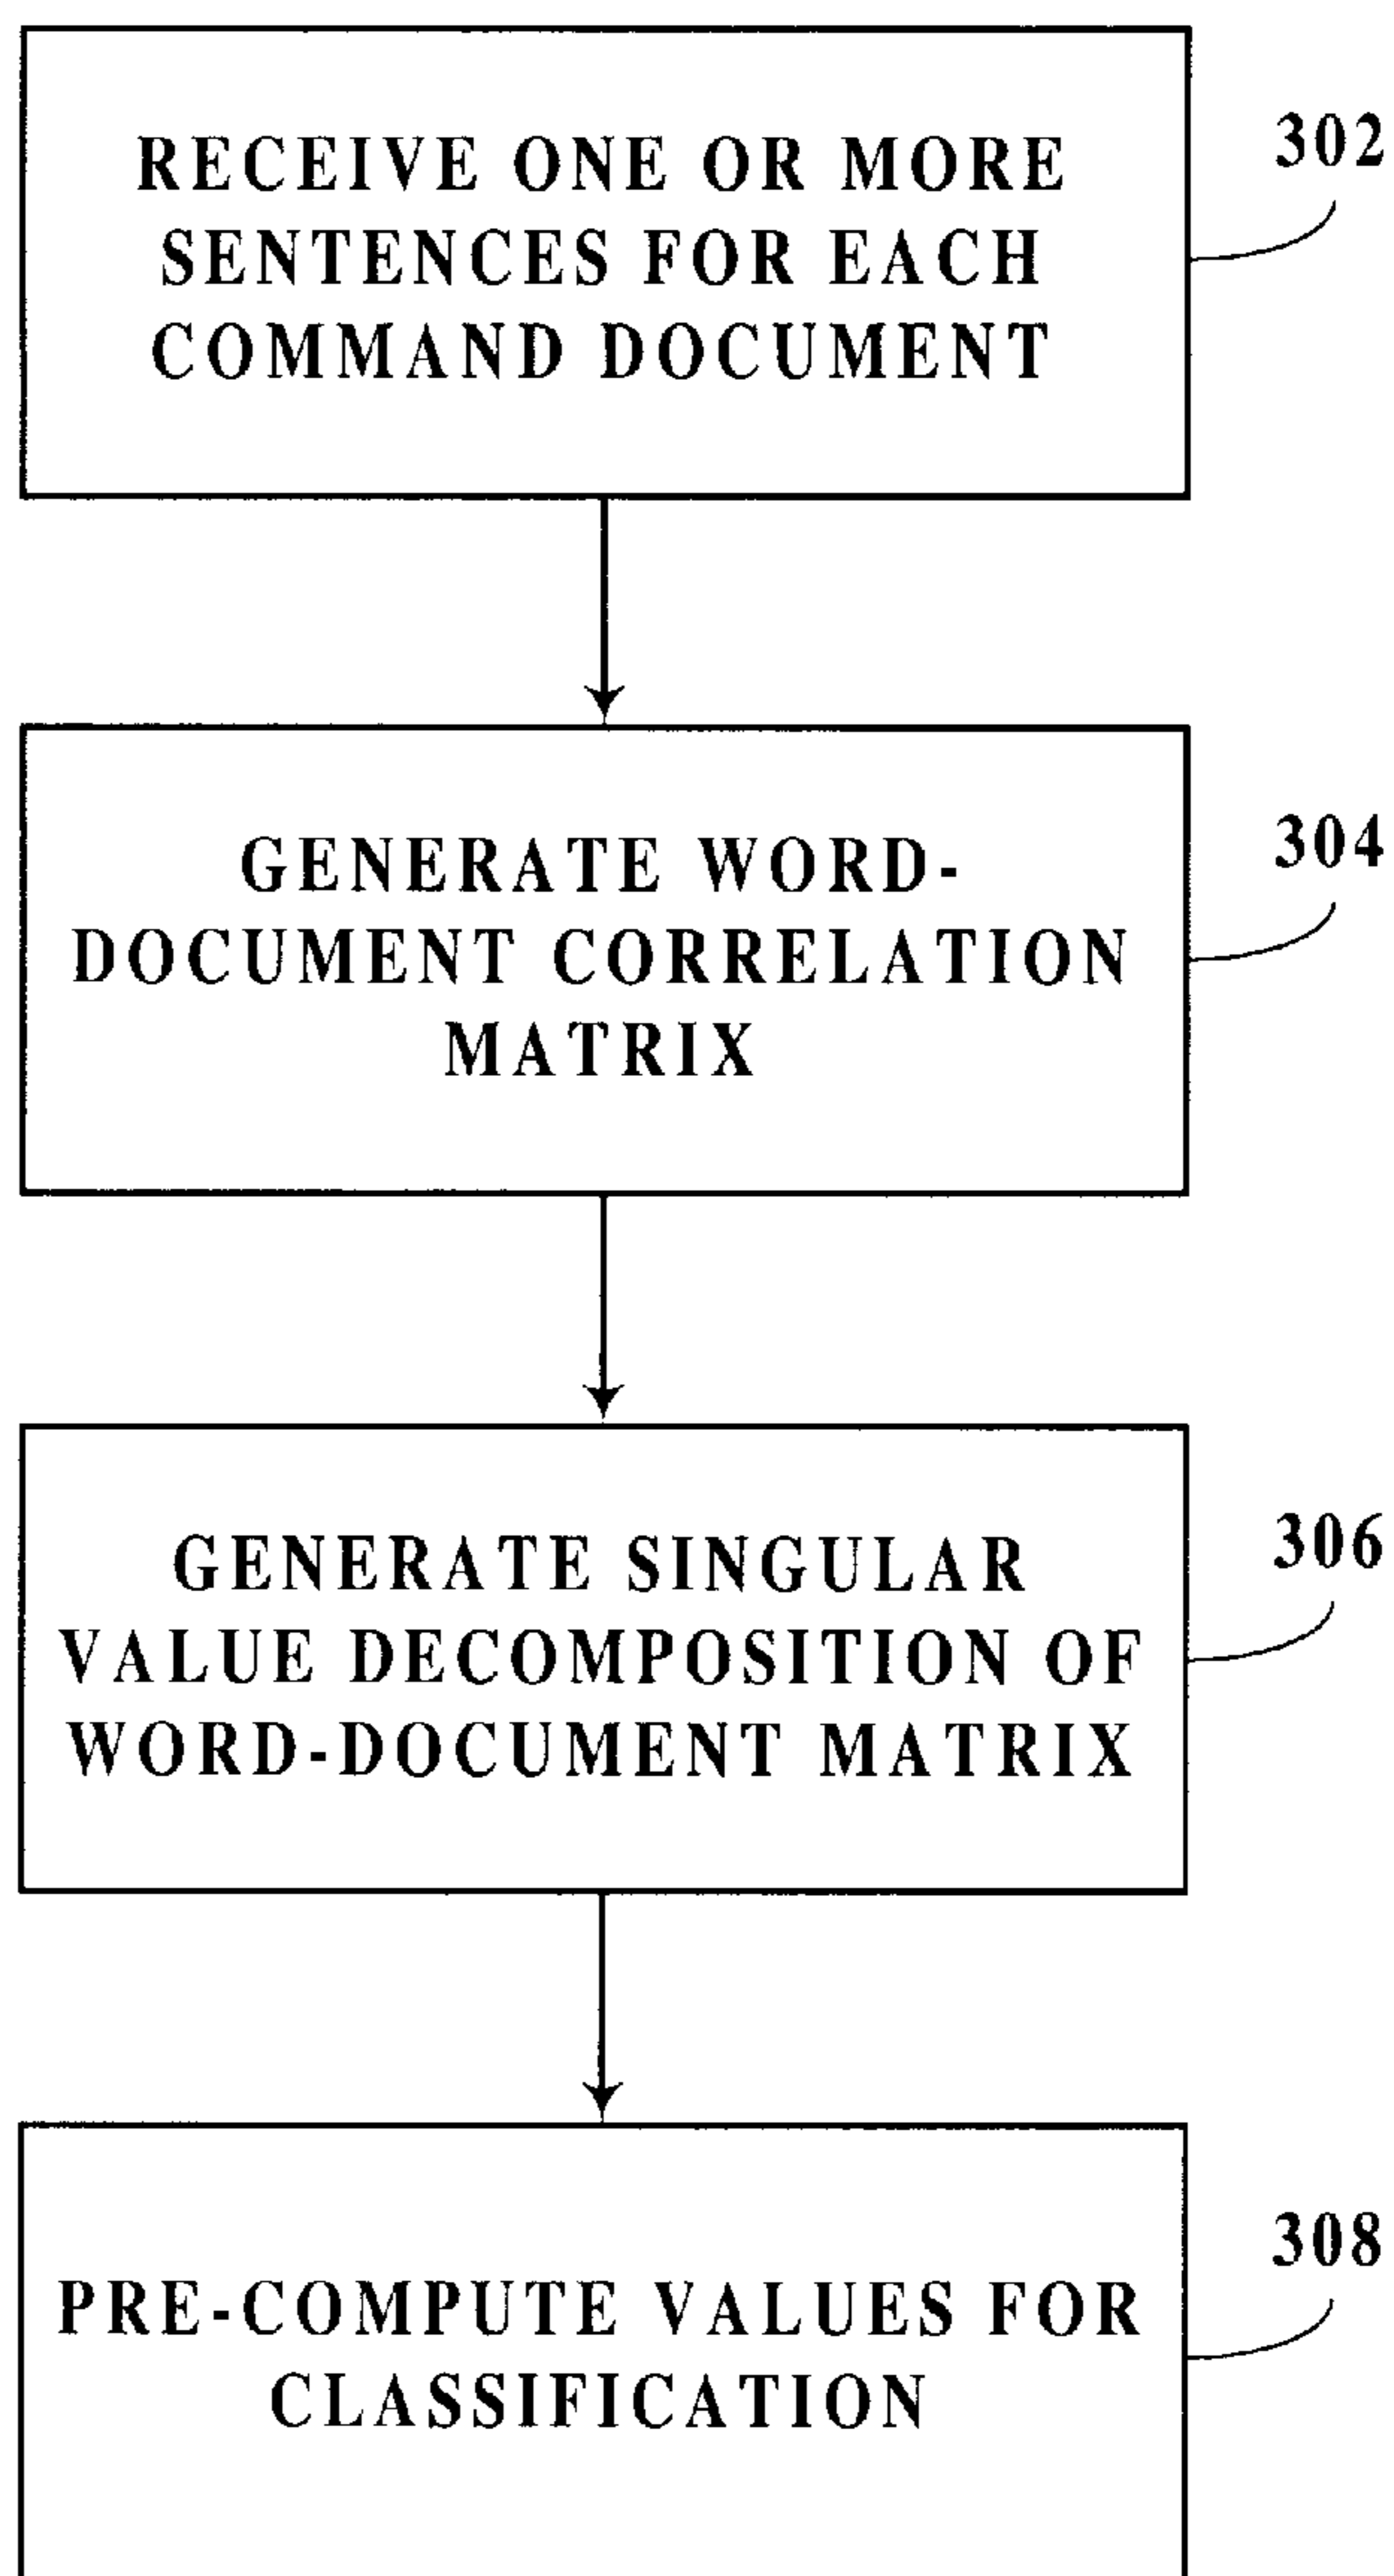 RECEIVE ONE OR MORE
SENTENCES FOR EACH
COMMAND DOCUMENT
302
GENERATE WORD-
DOCUMENT CORRELATION
MATRIX
304
GENERATE SINGULAR
VALUE DECOMPOSITION OF
WORD-DOCUMENT MATRIX
306
PRE-COMPUTE VALUES FOR
CLASSIFICATION
308